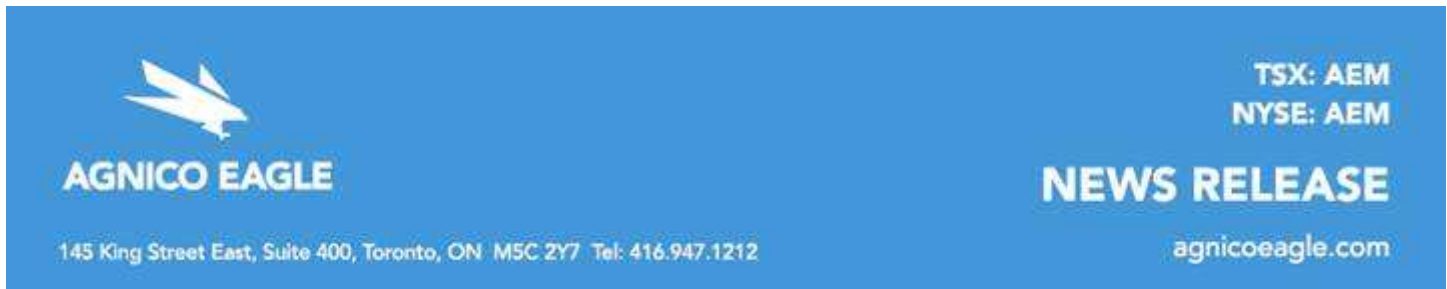 TSX: AEM
NYSE: AEM
AGNICO EAGLE
NEWS RELEASE
145 King Street East, Suite 400, Toronto, ON M5C 2Y7 Tel: 416.947.1212
agnicoeagle.com